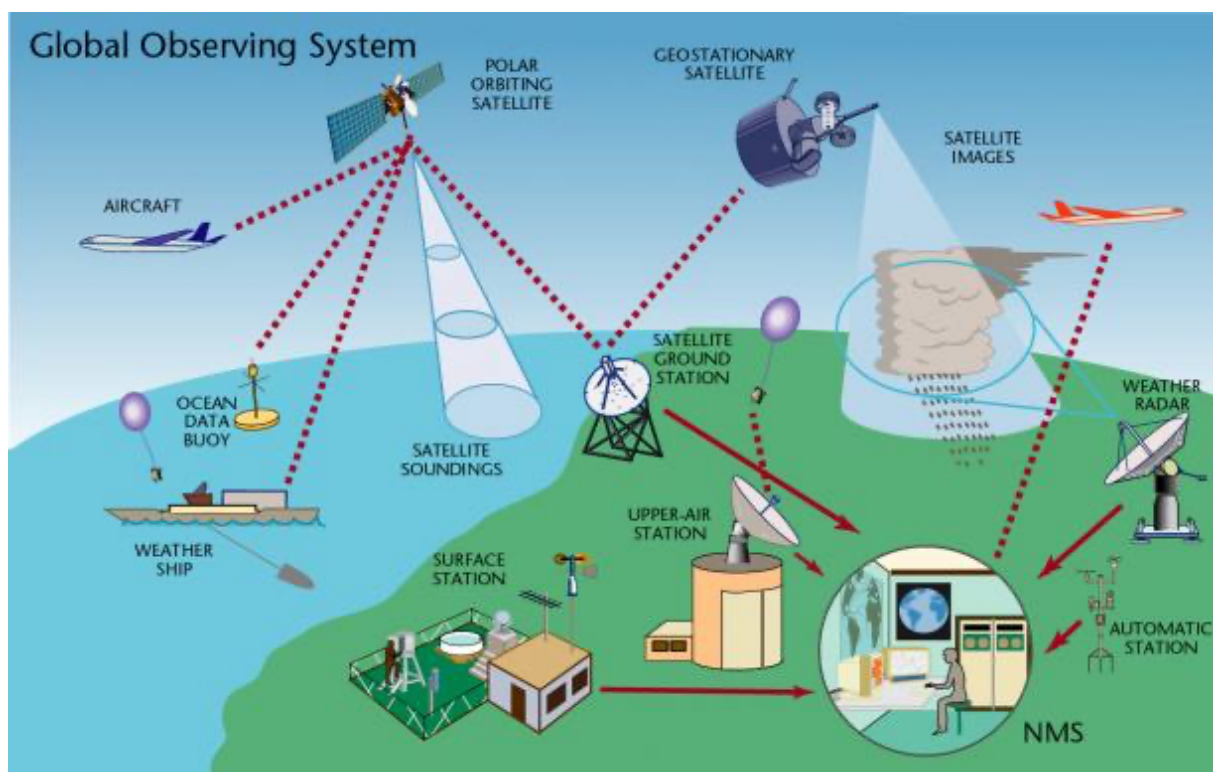 Global Observing System
POLAR
ORBITING
SATELLITE
GEOSTATIONARY
SATELLITE
SATELLITE
IMAGES
AIRCRAFT
SATELLITE
GROUND
STATION
WEATHER
RADAR
OCEAN
DATA
BUOY
SATELLITE
SOUNDINGS
UPPER-AIR
STATION
WEATHER
SHIP
SURFACE
STATION
AUTOMATIC
STATION
NMS